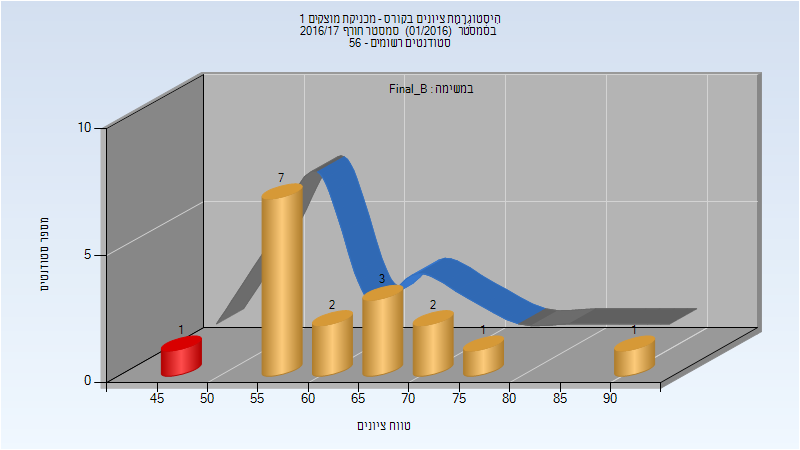 היסטוגרמת ציונים בקורס - מכניקת מוצקים 1
בסמסטר (01/2016) סמסטר חורף 2016/17
סטודנטים רשומים - 56
במשימה : Final_B
מספר סטודנטים
10
5
0
1
7
2
3
2
1
1
45 50 55 60 65 70 75 80 85 90
טווח ציונים